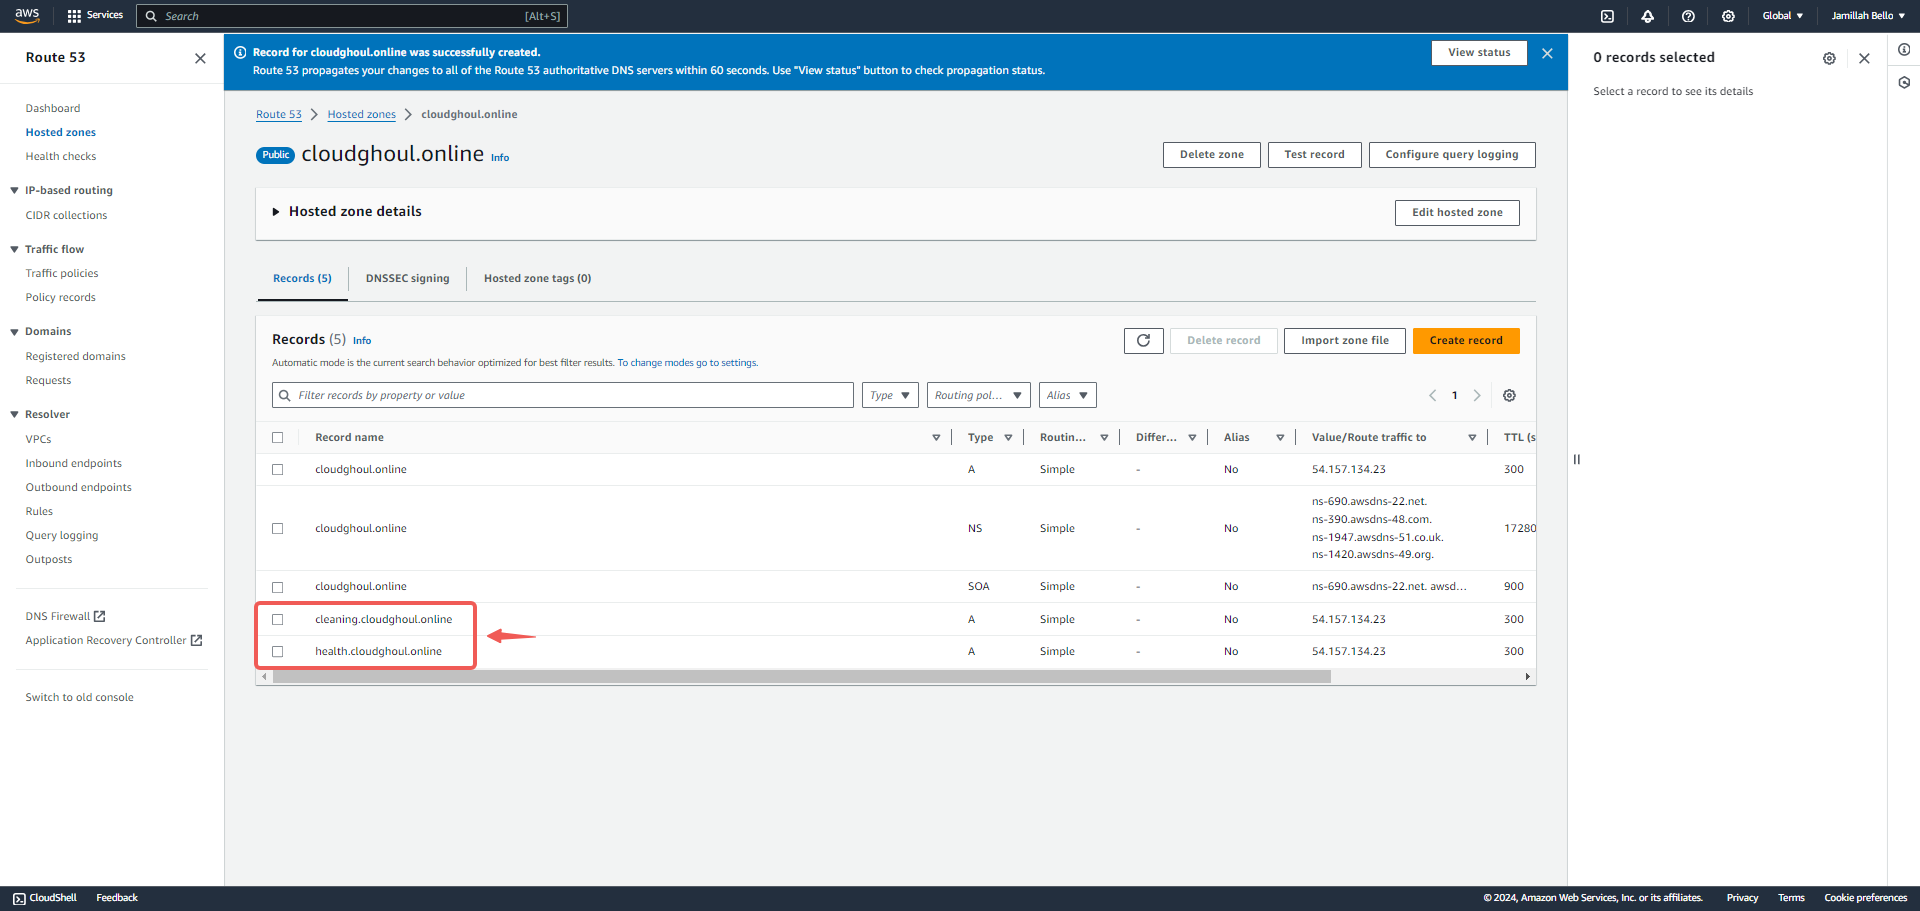 aws
Services
Search
[Alt+S]
Global
Jamillah Bello
Route 53
Dashboard
Hosted zones
Health checks
IP-based routing
CIDR collections
Traffic flow
Traffic policies
Policy records
Domains
Registered domains
Requests
Resolver
VPCs
Inbound endpoints
Outbound endpoints
Rules
Query logging
Outposts
DNS Firewall
Application Recovery Controller
Switch to old console
Record for cloudghoul.online was successfully created.
Route 53 propagates your changes to all of the Route 53 authoritative DNS servers within 60 seconds. Use "View status" button to check propagation status.
View status
Route 53 Hosted zones cloudghoul.online
Public cloudghoul.online Info
Delete zone Test record Configure query logging
Hosted zone details
Edit hosted zone
Records (5) DNSSEC signing Hosted zone tags (0)
Records (5) Info
Delete record Import zone file Create record
Automatic mode is the current search behavior optimized for best filter results. To change modes go to settings.
Filter records by property or value Type Routing pol... Alias 1
Record name Type Routin... Differ... Alias Value/Route traffic to TTL (s
cloudghoul.online A Simple - No 54.157.134.23 300
cloudghoul.online NS Simple - No ns-690.awsdns-22.net.
ns-390.awsdns-48.com.
ns-1947.awsdns-51.co.uk.
ns-1420.awsdns-49.org.
17280
cloudghoul.online SOA Simple - No ns-690.awsdns-22.net. awsd... 900
cleaning.cloudghoul.online A Simple - No 54.157.134.23 300
health.cloudghoul.online A Simple - No 54.157.134.23 300
0 records selected
Select a record to see its details
CloudShell Feedback
© 2024, Amazon Web Services, Inc. or its affiliates. Privacy Terms Cookie preferences